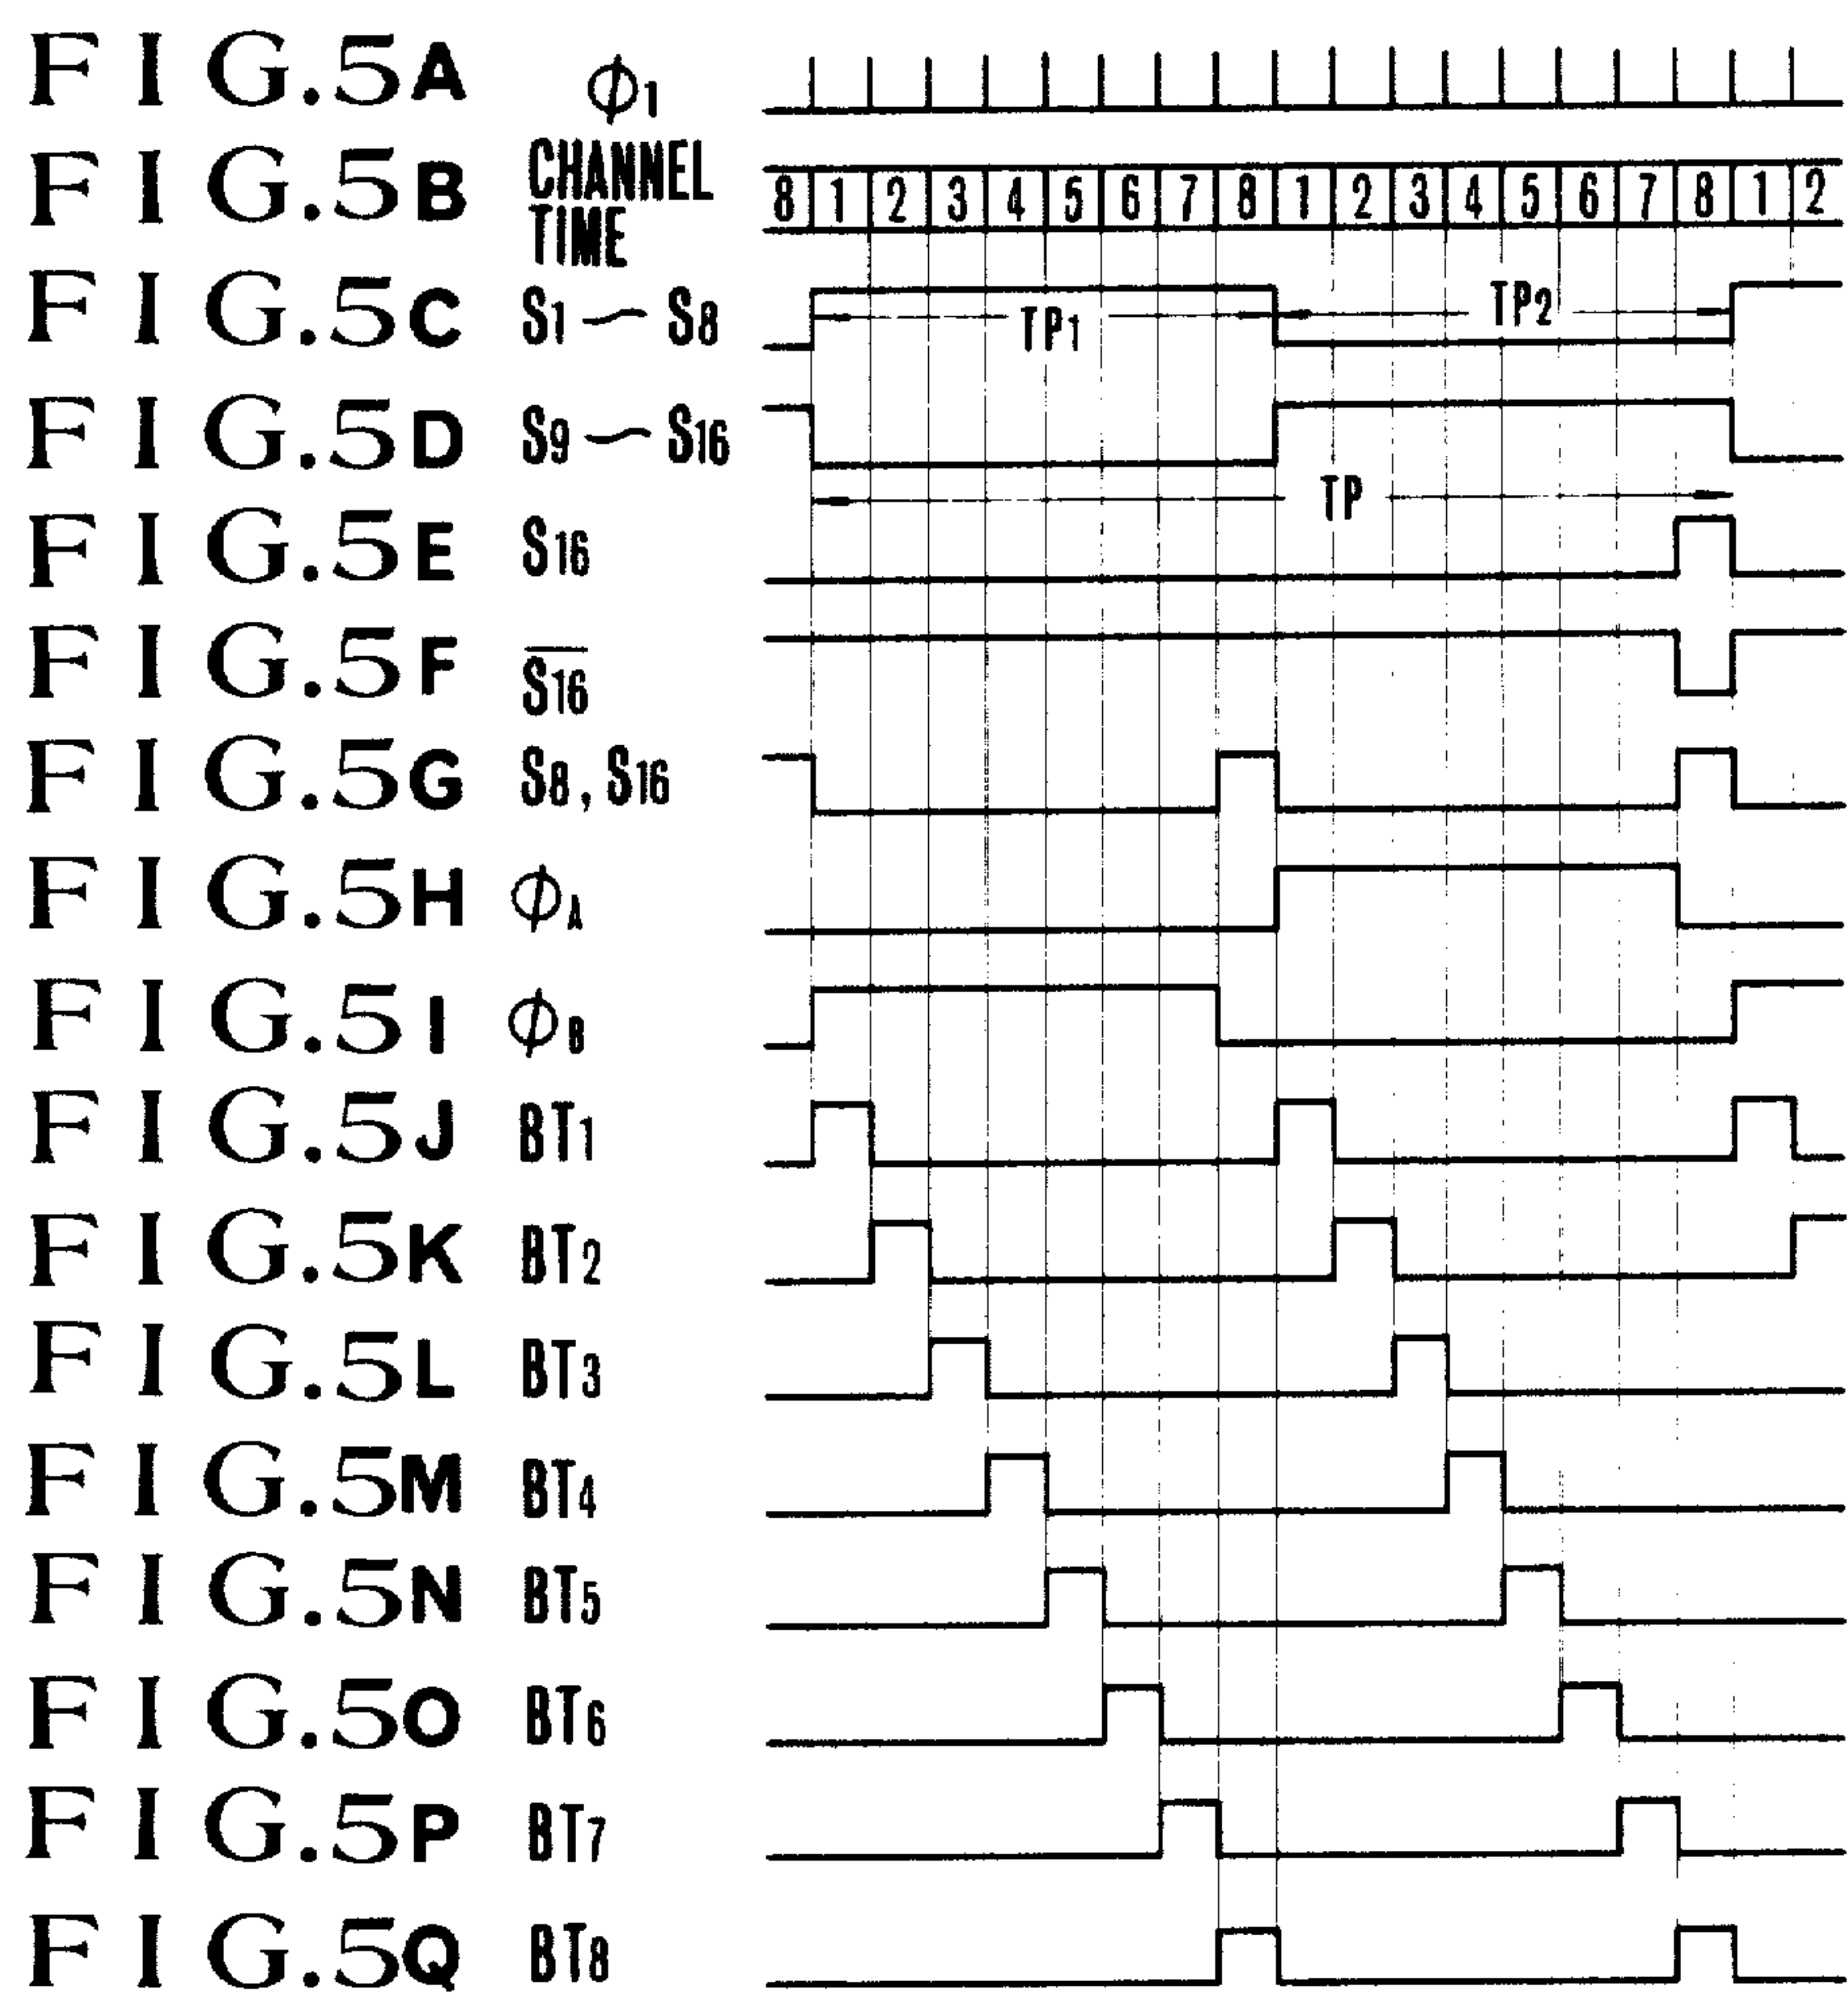 FIG.5A ϕ1
FIG.5B CHANNEL TIME 8 1 2 3 4 5 6 7 8 1 2 3 4 5 6 7 8 1 2
FIG.5C S1 ∼ S8 TP1 TP2
FIG.5D S9 ∼ S16
TP
FIG.5E S16
FIG.5F S̅1̅6̅
FIG.5G S8, S16
FIG.5H ϕA
FIG.5I ϕB
FIG.5J BT1
FIG.5K BT2
FIG.5L BT3
FIG.5M BT4
FIG.5N BT5
FIG.5O BT6
FIG.5P BT7
FIG.5Q BT8